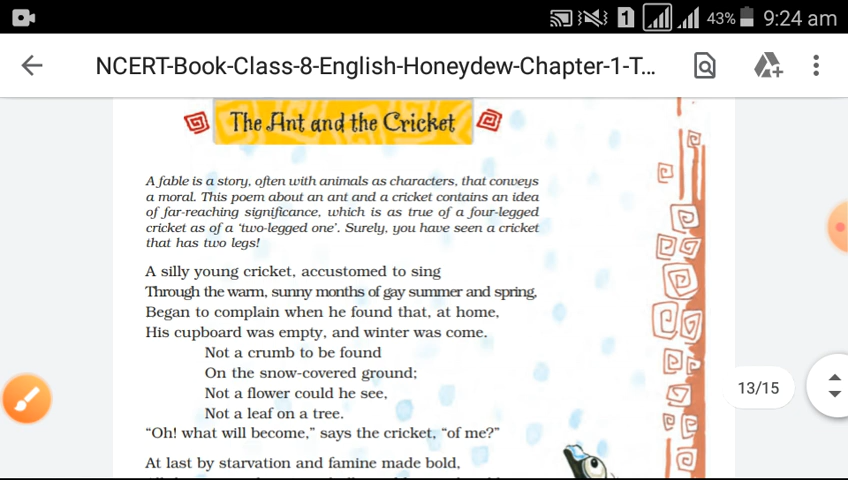 43% 9:24 am
NCERT-Book-Class-8-English-Honeydew-Chapter-1-T...
The Ant and the Cricket
A fable is a story, often with animals as characters, that conveys
a moral. This poem about an ant and a cricket contains an idea
of far-reaching significance, which is as true of a four-legged
cricket as of a ‘two-legged one’. Surely, you have seen a cricket
that has two legs!
A silly young cricket, accustomed to sing
Through the warm, sunny months of gay summer and spring,
Began to complain when he found that, at home,
His cupboard was empty, and winter was come.
Not a crumb to be found
On the snow-covered ground;
Not a flower could he see,
Not a leaf on a tree.
13/15
“Oh! what will become,” says the cricket, “of me?”
At last by starvation and famine made bold,